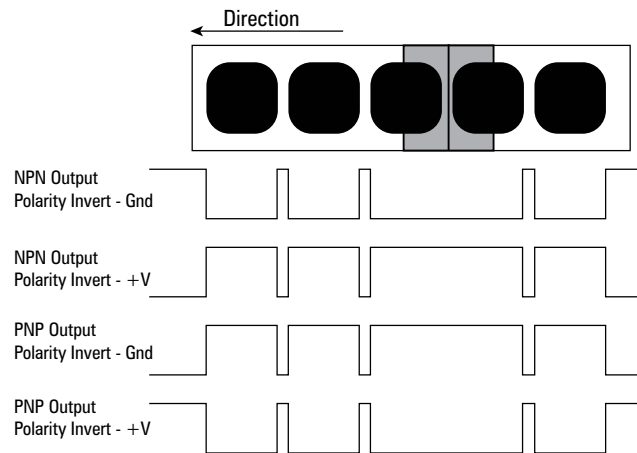 Direction
NPN Output
Polarity Invert - Gnd
NPN Output
Polarity Invert - +V
PNP Output
Polarity Invert - Gnd
PNP Output
Polarity Invert - +V